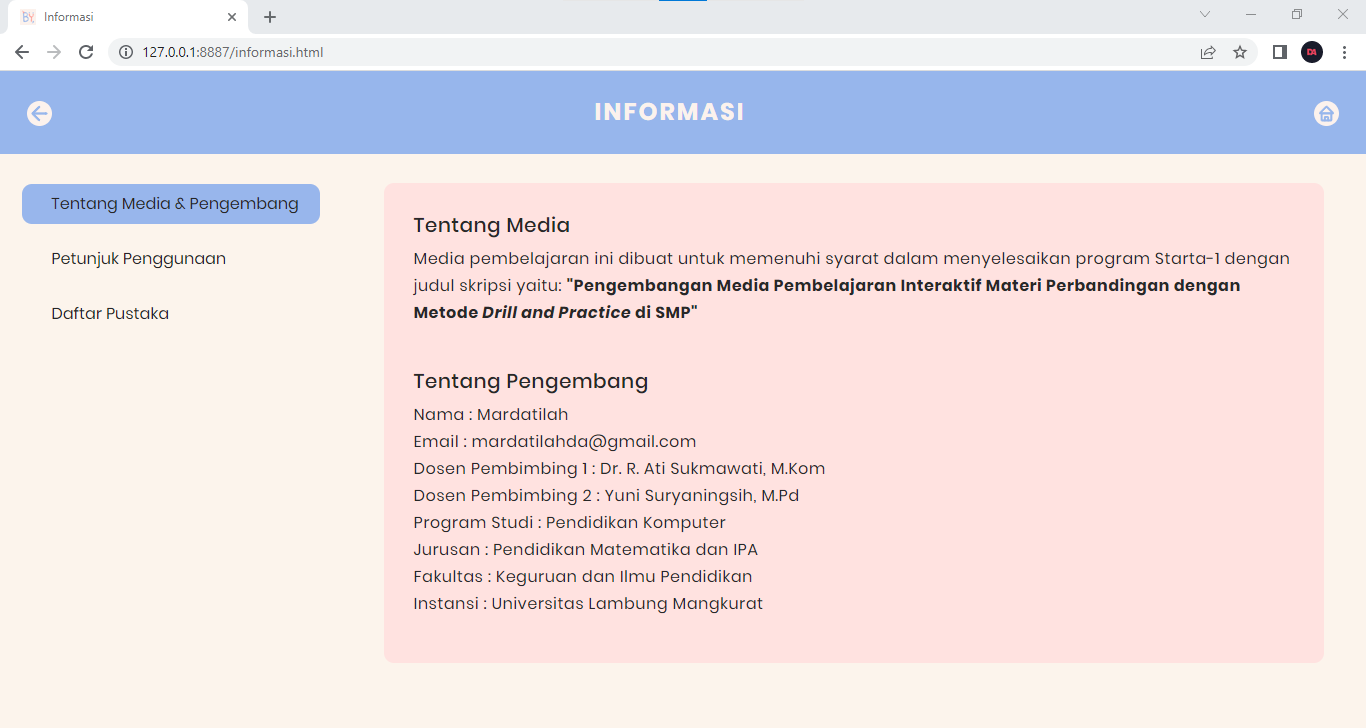 Informasi
127.0.0.1:8887/informasi.html
INFORMASI
Tentang Media & Pengembang
Petunjuk Penggunaan
Daftar Pustaka
Tentang Media
Media pembelajaran ini dibuat untuk memenuhi syarat dalam menyelesaikan program Starta-1 dengan
judul skripsi yaitu: "Pengembangan Media Pembelajaran Interaktif Materi Perbandingan dengan
Metode Drill and Practice di SMP"
Tentang Pengembang
Nama : Mardatilah
Email : mardatilahda@gmail.com
Dosen Pembimbing 1 : Dr. R. Ati Sukmawati, M.Kom
Dosen Pembimbing 2 : Yuni Suryaningsih, M.Pd
Program Studi : Pendidikan Komputer
Jurusan : Pendidikan Matematika dan IPA
Fakultas : Keguruan dan Ilmu Pendidikan
Instansi : Universitas Lambung Mangkurat